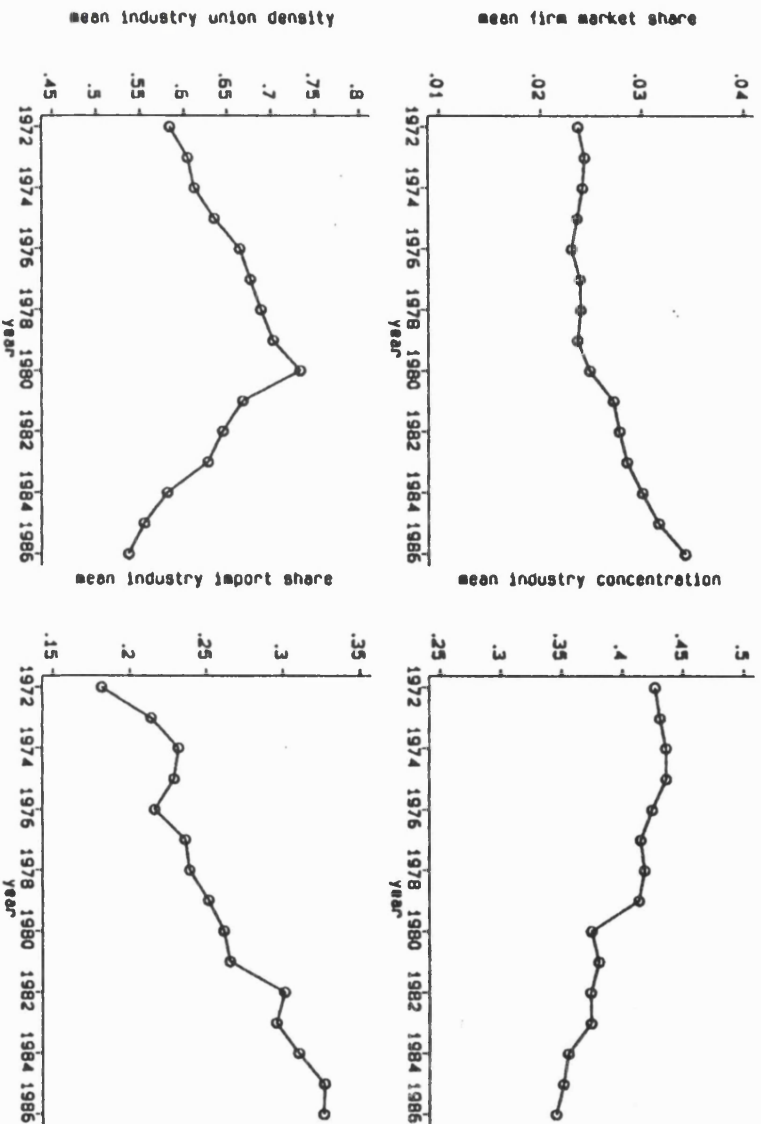 mean firm market share
.04
.03
.02
.01
1972 1974 1976 1978 1980 1982 1984 1986
year
mean industry concentration
.5
.45
.4
.35
.3
.25
1972 1974 1976 1978 1980 1982 1984 1986
year
mean industry union density
.8
.75
.7
.65
.6
.55
.5
.45
1972 1974 1976 1978 1980 1982 1984 1986
year
mean industry import share
.35
.3
.25
.2
.15
1972 1974 1976 1978 1980 1982 1984 1986
year